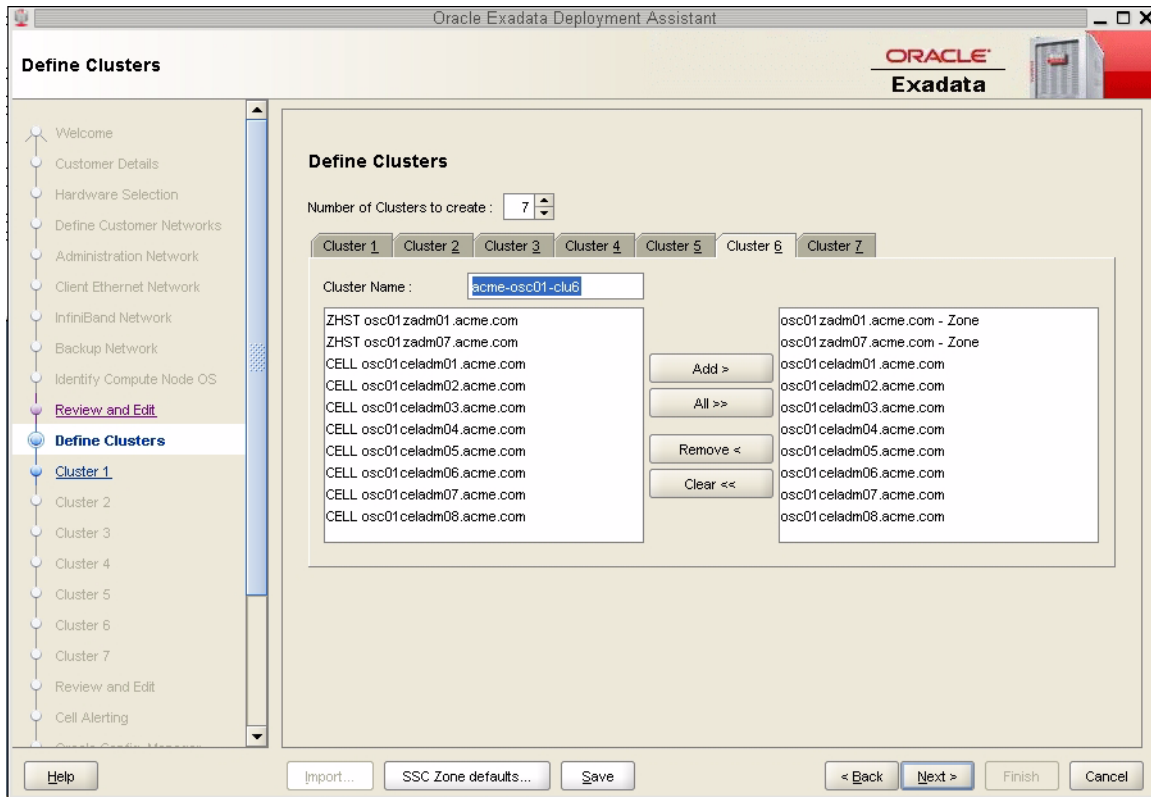 Oracle Exadata Deployment Assistant
Define Clusters
ORACLE
Exadata
Welcome
Customer Details
Hardware Selection
Define Customer Networks
Administration Network
Client Ethernet Network
InfiniBand Network
Backup Network
Identify Compute Node OS
Review and Edit
Define Clusters
Cluster 1
Cluster 2
Cluster 3
Cluster 4
Cluster 5
Cluster 6
Cluster 7
Review and Edit
Cell Alerting
Define Clusters
Number of Clusters to create : 7
Cluster 1 Cluster 2 Cluster 3 Cluster 4 Cluster 5 Cluster 6 Cluster 7
Cluster Name : acme-osc01-clu6
ZHST osc01zadm01.acme.com
ZHST osc01zadm07.acme.com
CELL osc01celadm01.acme.com
CELL osc01celadm02.acme.com
CELL osc01celadm03.acme.com
CELL osc01celadm04.acme.com
CELL osc01celadm05.acme.com
CELL osc01celadm06.acme.com
CELL osc01celadm07.acme.com
CELL osc01celadm08.acme.com
Add >
All >>
Remove <
Clear <<
osc01zadm01.acme.com - Zone
osc01zadm07.acme.com - Zone
osc01celadm01.acme.com
osc01celadm02.acme.com
osc01celadm03.acme.com
osc01celadm04.acme.com
osc01celadm05.acme.com
osc01celadm06.acme.com
osc01celadm07.acme.com
osc01celadm08.acme.com
Help Import... SSC Zone defaults... Save < Back Next > Finish Cancel